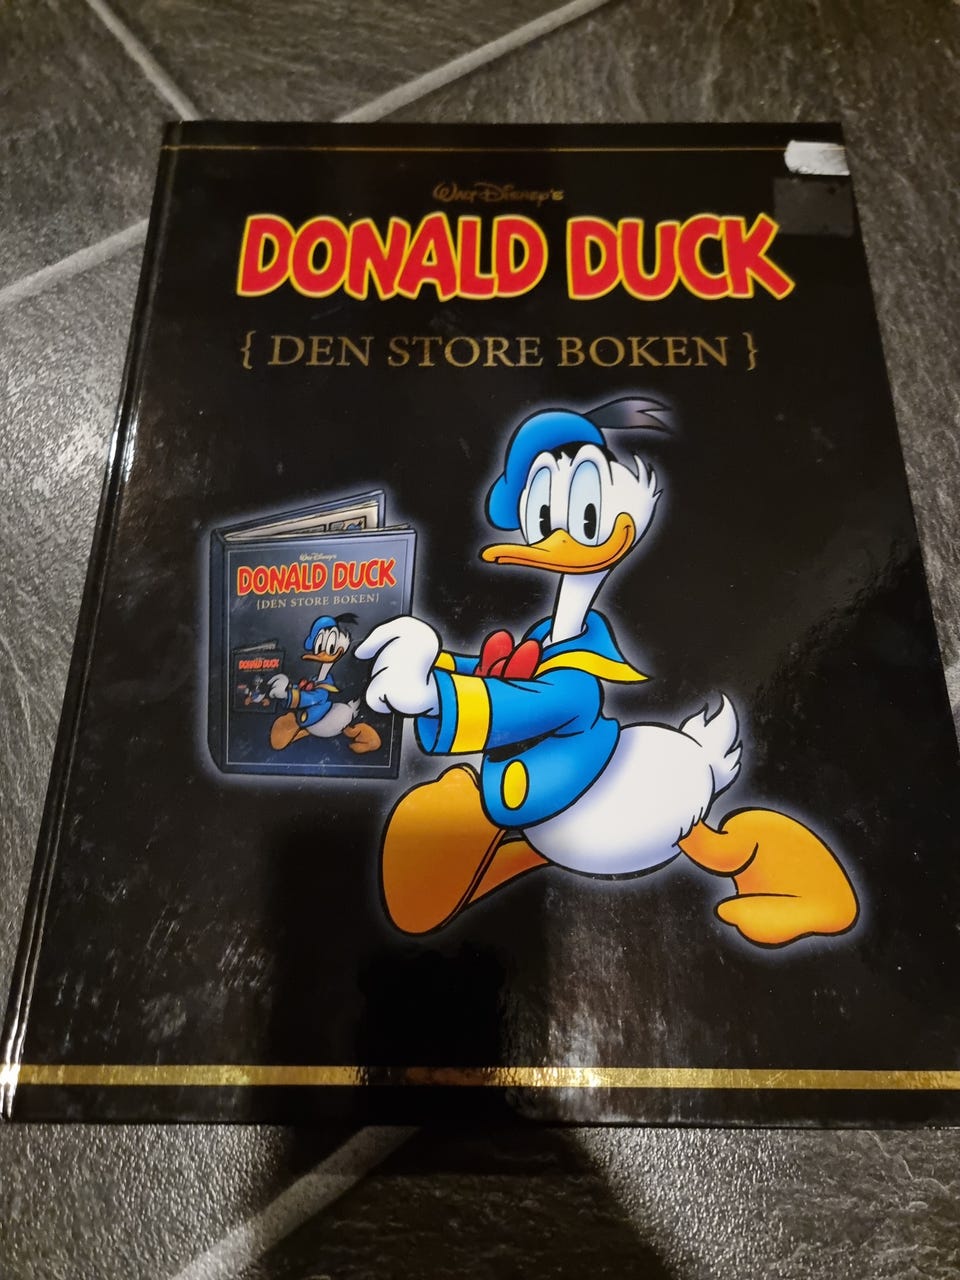 Walt Disney's
DONALD DUCK
{ DEN STORE BOKEN }
Walt Disney's
DONALD DUCK
{DEN STORE BOKEN}
DONALD DUCK